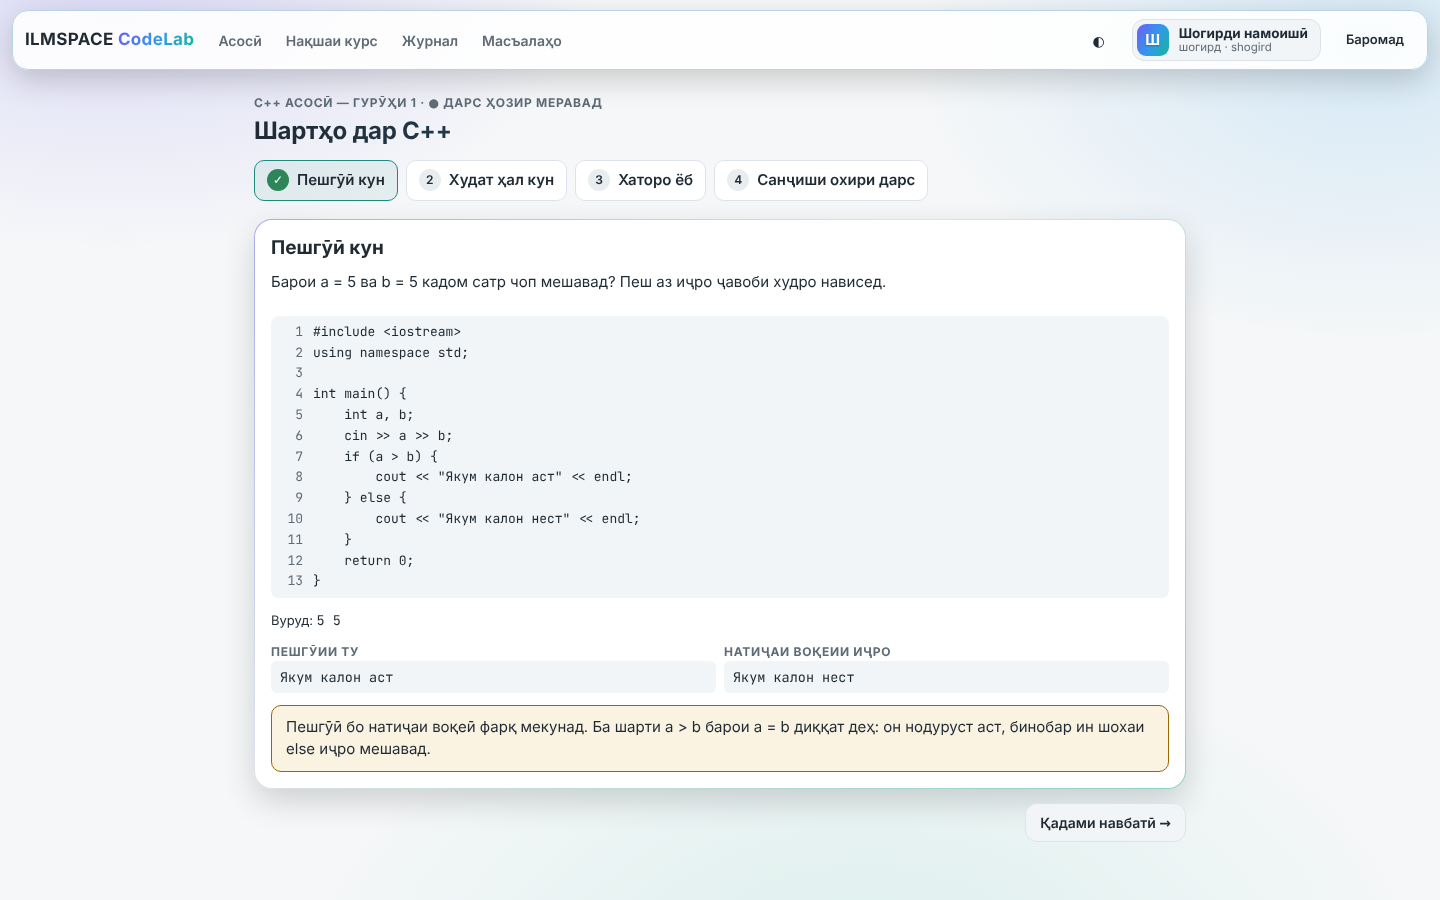 ILMSPACE CodeLab
Асосӣ
Нақшаи курс
Журнал
Масъалаҳо
Ш
Шогирди намоишӣ
шогирд · shogird
Баромад
C++ АСОСӢ — ГУРӮҲИ 1 · ● ДАРС ҲОЗИР МЕРАВАД
Шартҳо дар C++
✓ Пешгӯӣ кун
2 Худат ҳал кун
3 Хаторо ёб
4 Санҷиши охири дарс
Пешгӯӣ кун
Барои a = 5 ва b = 5 кадом сатр чоп мешавад? Пеш аз иҷро ҷавоби худро нависед.
1 #include <iostream>
2 using namespace std;
3
4 int main() {
5     int a, b;
6     cin >> a >> b;
7     if (a > b) {
8         cout << "Якум калон аст" << endl;
9     } else {
10         cout << "Якум калон нест" << endl;
11     }
12     return 0;
13 }
Вуруд: 5 5
ПЕШГӮИИ ТУ
Якум калон аст
НАТИҶАИ ВОҚЕИИ ИҶРО
Якум калон нест
Пешгӯӣ бо натиҷаи воқеӣ фарқ мекунад. Ба шарти a > b барои a = b диққат деҳ: он нодуруст аст, бинобар ин шохаи
else иҷро мешавад.
Қадами навбатӣ →